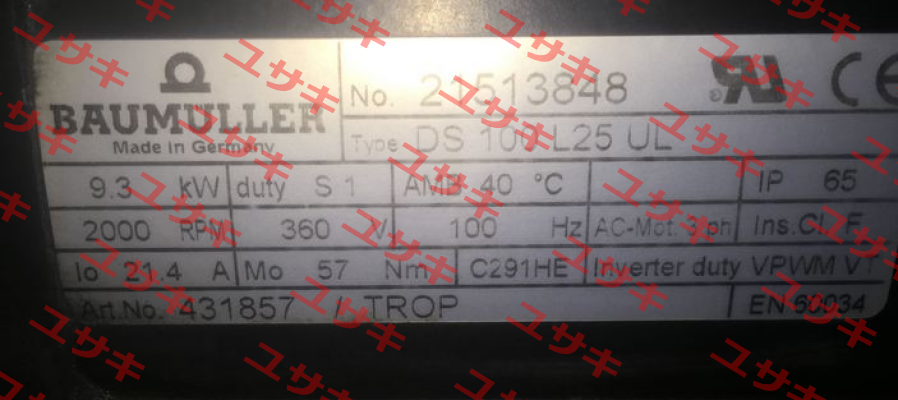 BAUMÜLLER
Made in Germany
No. 21513848
Type DS 100-L25 UL
9.3 kW duty S 1 AMB 40 °C IP 65
2000 RPM 360 V 100 Hz AC-Mot. 3 ph Ins.Cl. F
Io 21.4 A Mo 57 Nm C291HE Inverter duty VPWM V1
Art.No. 431857 / TROP EN 60034
ユサキ